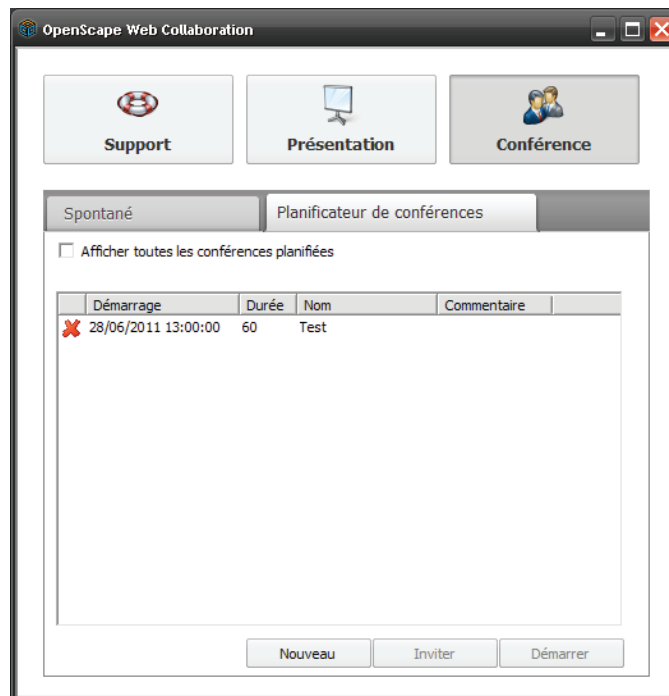 OpenScape Web Collaboration
Support Présentation Conférence
Spontané Planificateur de conférences
Afficher toutes les conférences planifiées
Démarrage Durée Nom Commentaire
28/06/2011 13:00:00 60 Test
Nouveau Inviter Démarrer